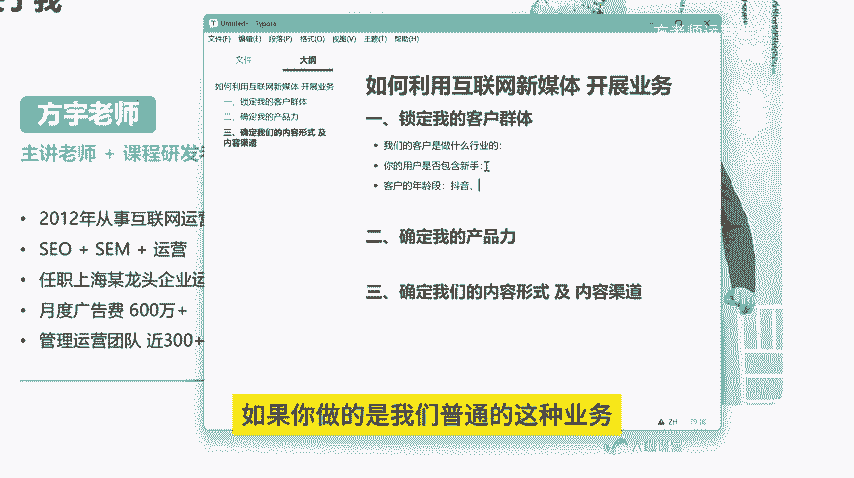 Untitled - Typora
文件(F) 编辑(E) 段落(P) 格式(O) 视图(V) 主题(T) 帮助(H)
文件 大纲
如何利用互联网新媒体 开展业务
一、锁定我的客户群体
二、确定我的产品力
三、确定我们的内容形式 及
内容渠道
如何利用互联网新媒体 开展业务
一、锁定我的客户群体
• 我们的客户是做什么行业的：
• 你的用户是否包含新手：
• 客户的年龄段：抖音、
二、确定我的产品力
三、确定我们的内容形式 及 内容渠道
ZH
方宇老师
主讲老师 + 课程研发
• 2012年从事互联网运营
• SEO + SEM + 运营
• 任职上海某龙头企业运
• 月度广告费 600万+
• 管理运营团队 近300+
如果你做的是我们普通的这种业务